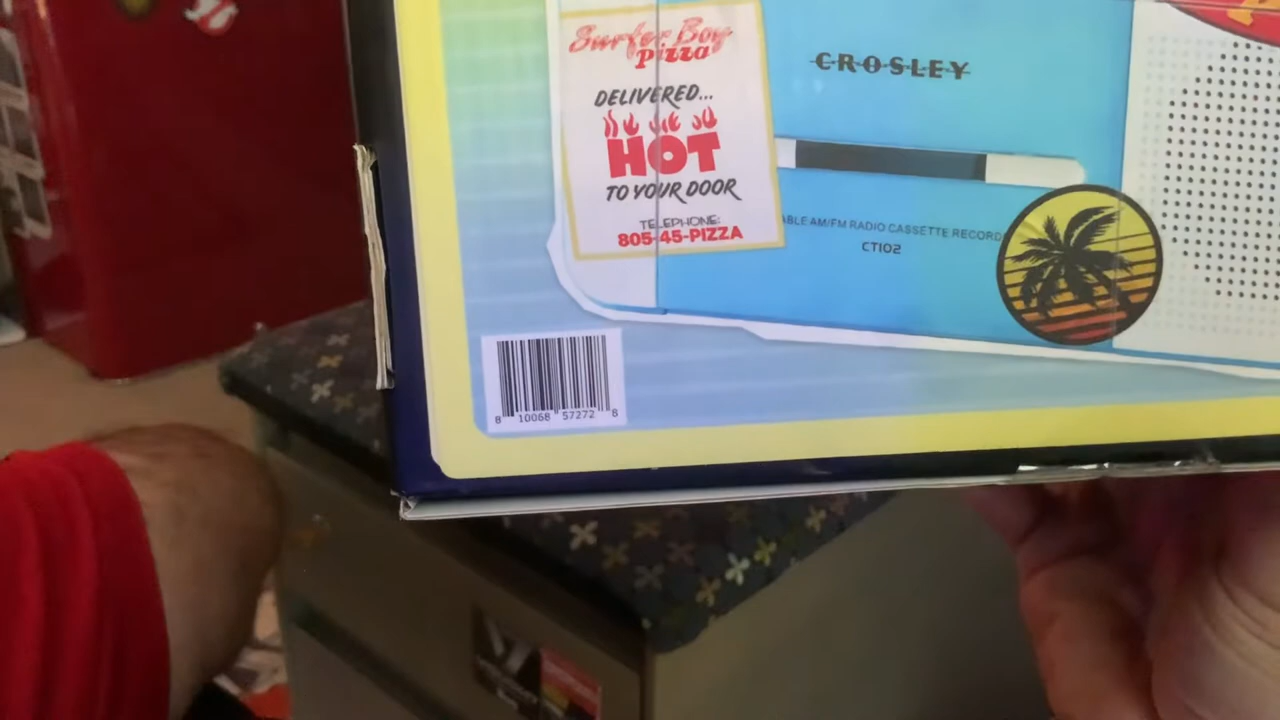 Surfer Boy
Pizza
DELIVERED...
HOT
TO YOUR DOOR
TELEPHONE:
805-45-PIZZA
CROSLEY
ABLE AM/FM RADIO CASSETTE RECORD
CT102
8 10068 57272 8